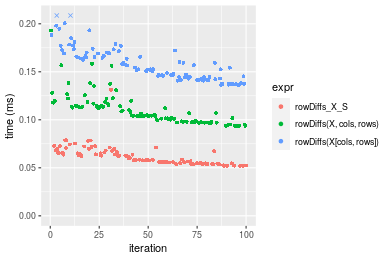 0.20
0.15
0.10
0.05
0.00
time (ms)
0
25
50
75
100
iteration
expr
rowDiffs_X_S
rowDiffs(X, cols, rows)
rowDiffs(X[cols, rows])